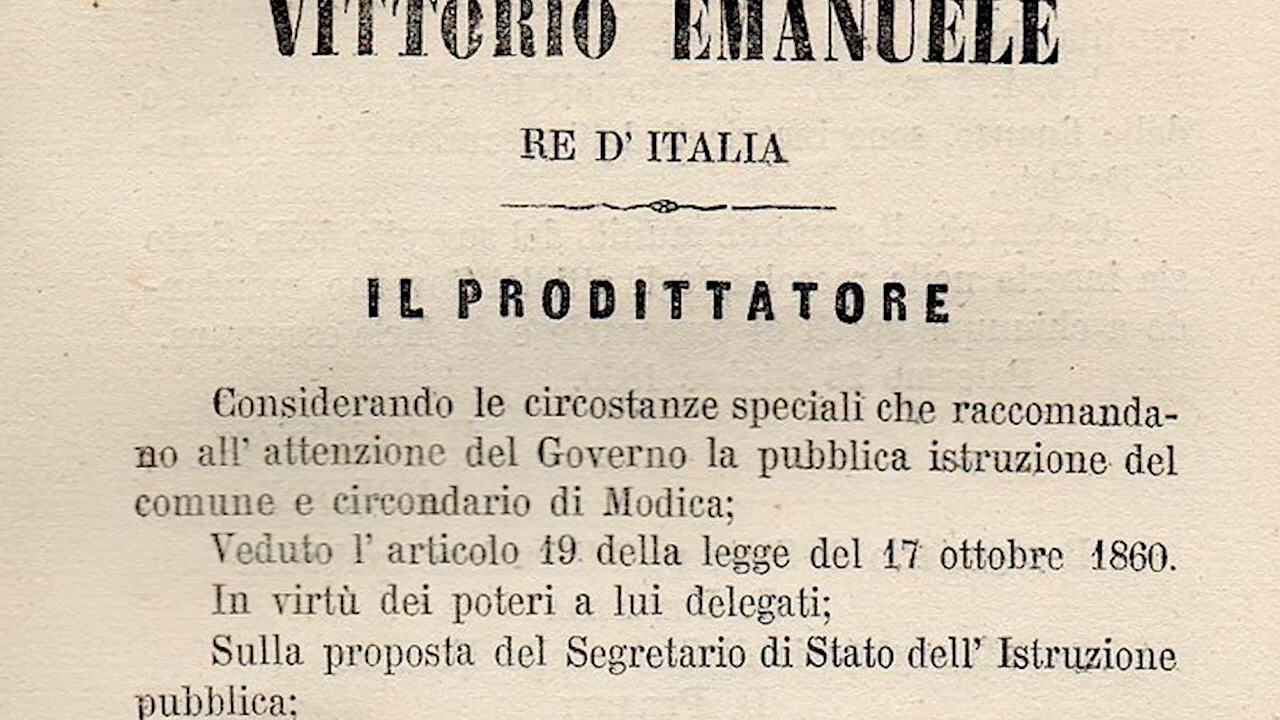 VITTORIO EMANUELE
RE D' ITALIA
IL PRODITTATORE
Considerando le circostanze speciali che raccomanda-
no all' attenzione del Governo la pubblica istruzione del
comune e circondario di Modica;
Veduto l' articolo 19 della legge del 17 ottobre 1860.
In virtù dei poteri a lui delegati;
Sulla proposta del Segretario di Stato dell' Istruzione
pubblica;